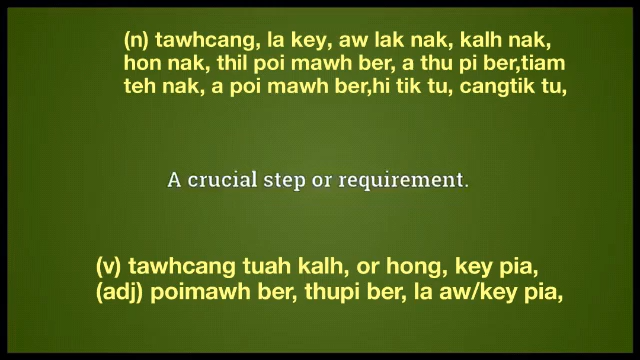 (n) tawhcang, la key, aw lak nak, kalh nak,
hon nak, thil poi mawh ber, a thu pi ber,tiam
teh nak, a poi mawh ber,hi tik tu, cangtik tu,
A crucial step or requirement.
(v) tawhcang tuah kalh, or hong, key pia,
(adj) poimawh ber, thupi ber, la aw/key pia,